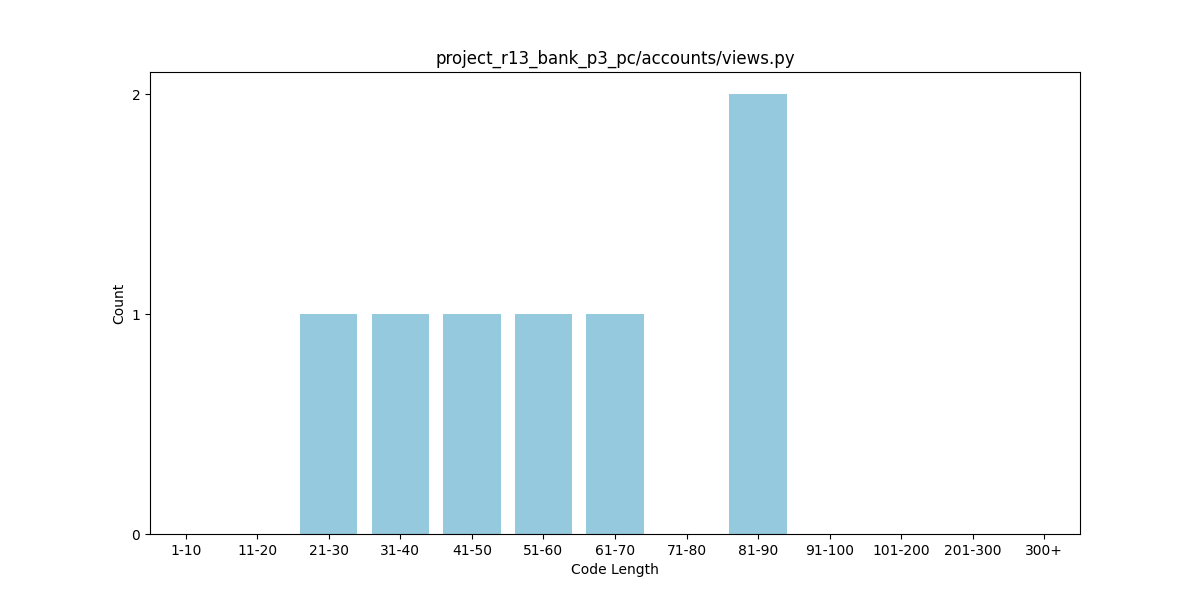 project_r13_bank_p3_pc/accounts/views.py
2
1
0
Count
1-10 11-20 21-30 31-40 41-50 51-60 61-70 71-80 81-90 91-100 101-200 201-300 300+
Code Length